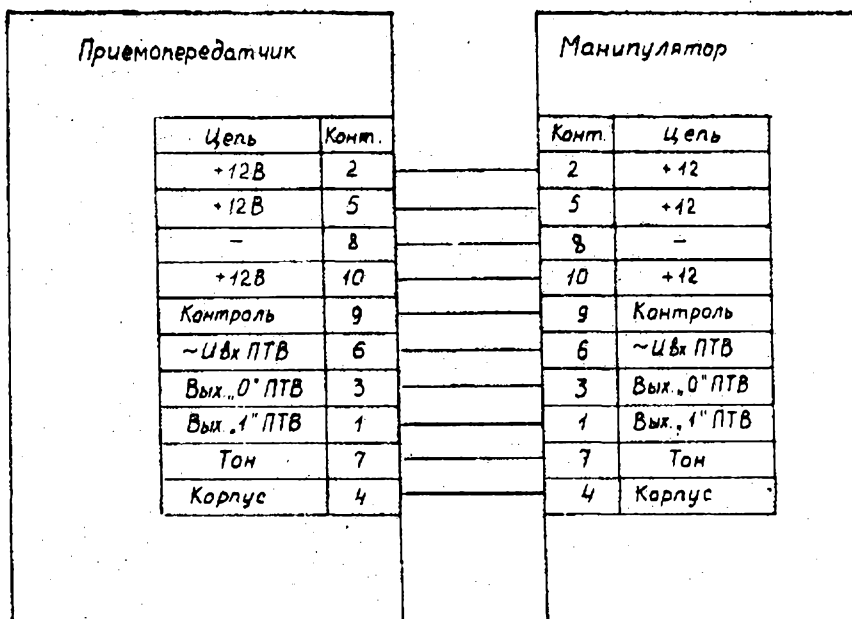 Приемопередатчик Манипулятор
Цепь Конт. Конт. Цепь
+12В 2 2 +12
+12В 5 5 +12
– 8 8 –
+12В 10 10 +12
Контроль 9 9 Контроль
~Uвх ПТВ 6 6 ~Uвх ПТВ
Вых. „0" ПТВ 3 3 Вых. „0" ПТВ
Вых. „1" ПТВ 1 1 Вых. „1" ПТВ
Тон 7 7 Тон
Корпус 4 4 Корпус